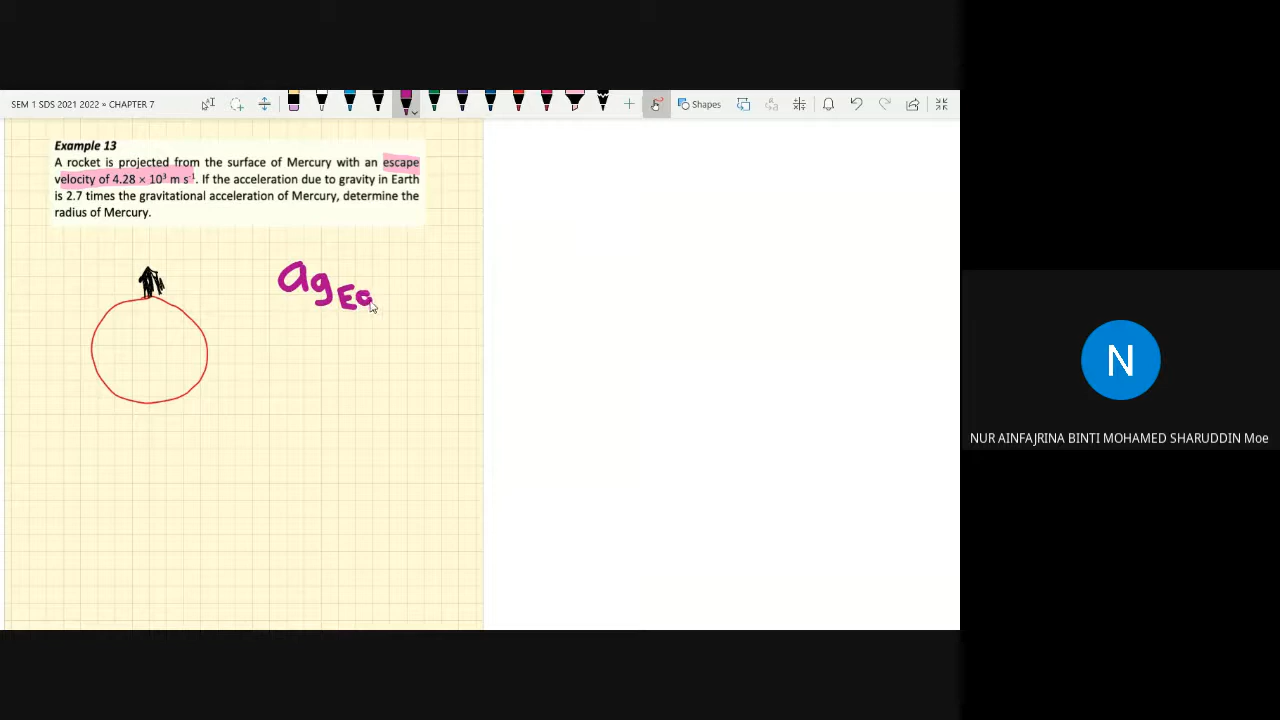 SEM 1 SDS 2021 2022 » CHAPTER 7
Shapes
Example 13
A rocket is projected from the surface of Mercury with an escape
velocity of 4.28 × 10³ m s⁻¹. If the acceleration due to gravity in Earth
is 2.7 times the gravitational acceleration of Mercury, determine the
radius of Mercury.
ag Ea
N
NUR AINFAJRINA BINTI MOHAMED SHARUDDIN Moe